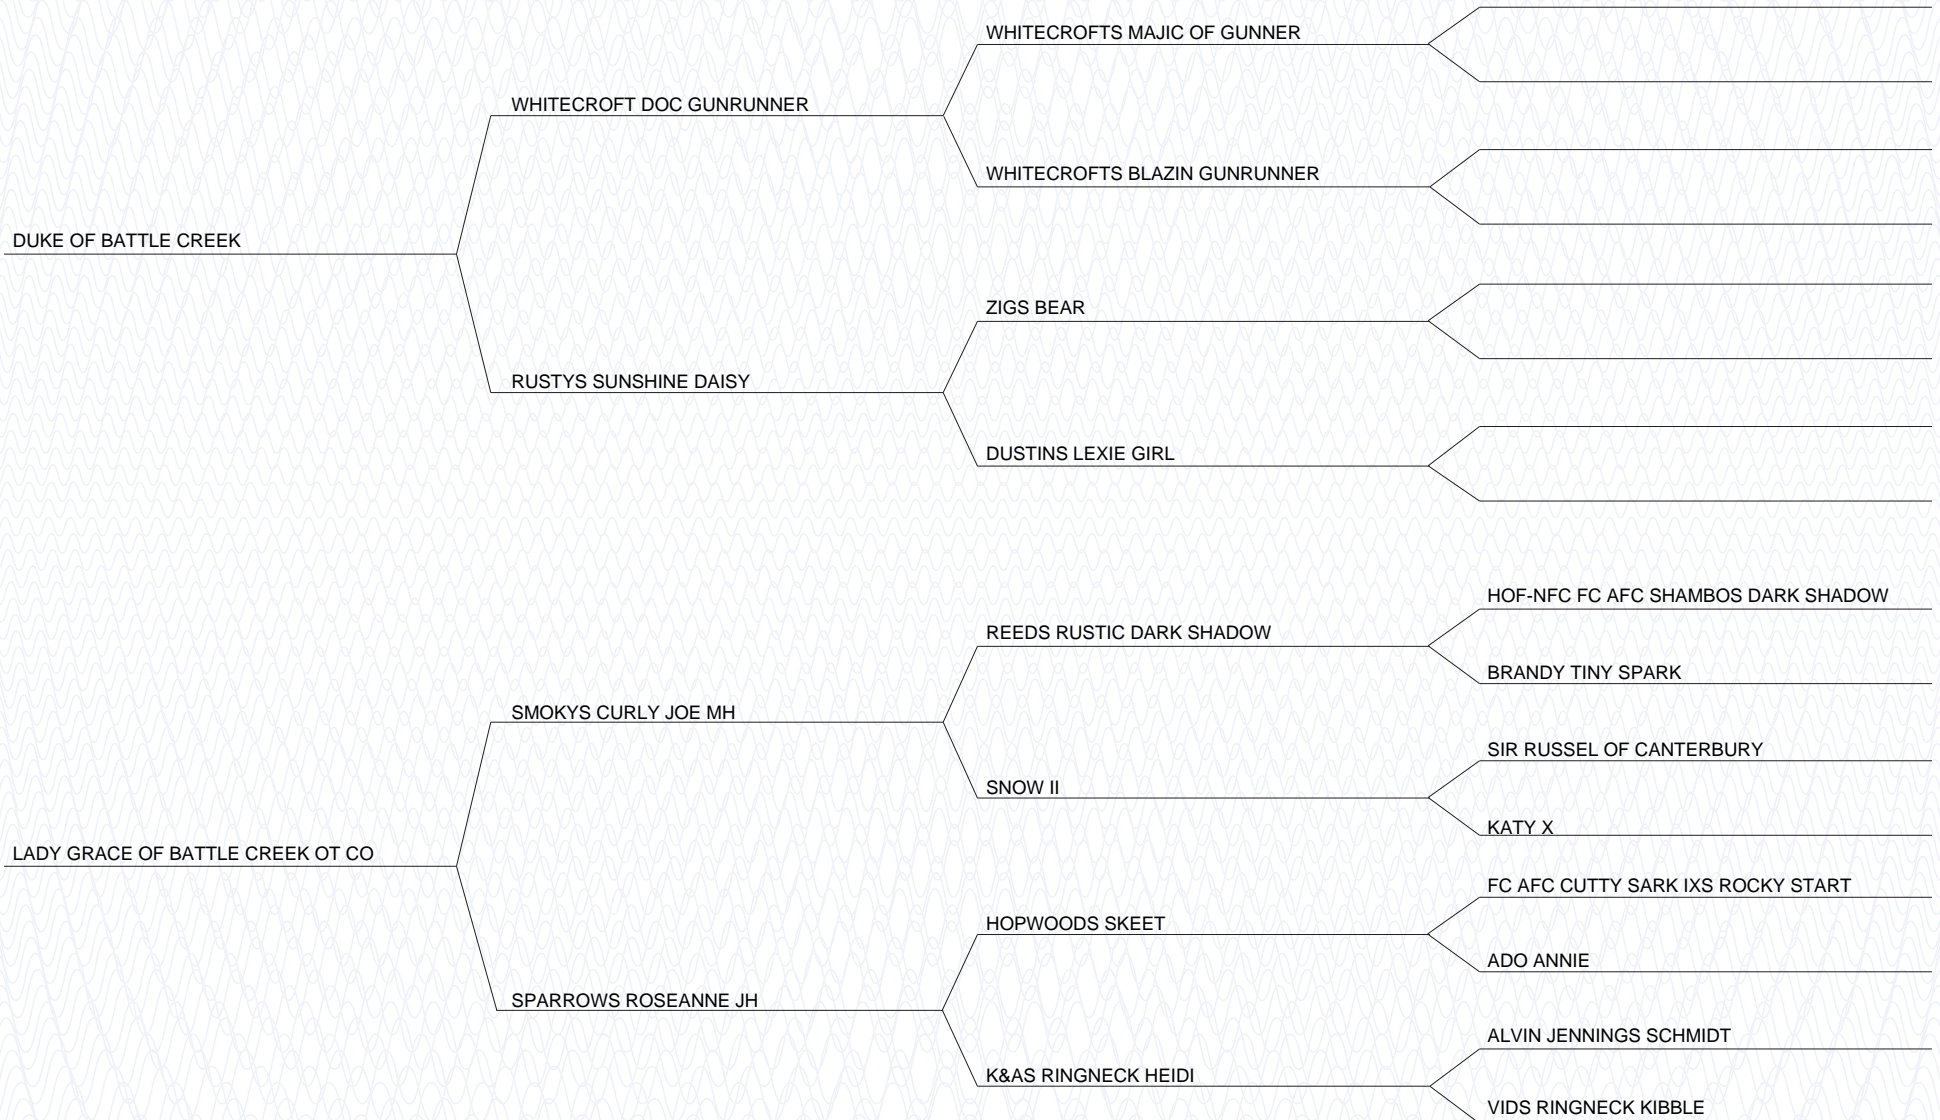 WHITECROFTS MAJIC OF GUNNER
WHITECROFT DOC GUNRUNNER
WHITECROFTS BLAZIN GUNRUNNER
DUKE OF BATTLE CREEK
ZIGS BEAR
RUSTYS SUNSHINE DAISY
DUSTINS LEXIE GIRL
HOF-NFC FC AFC SHAMBOS DARK SHADOW
REEDS RUSTIC DARK SHADOW
BRANDY TINY SPARK
SMOKYS CURLY JOE MH
SIR RUSSEL OF CANTERBURY
SNOW II
KATY X
LADY GRACE OF BATTLE CREEK OT CO
FC AFC CUTTY SARK IXS ROCKY START
HOPWOODS SKEET
ADO ANNIE
SPARROWS ROSEANNE JH
ALVIN JENNINGS SCHMIDT
K&AS RINGNECK HEIDI
VIDS RINGNECK KIBBLE